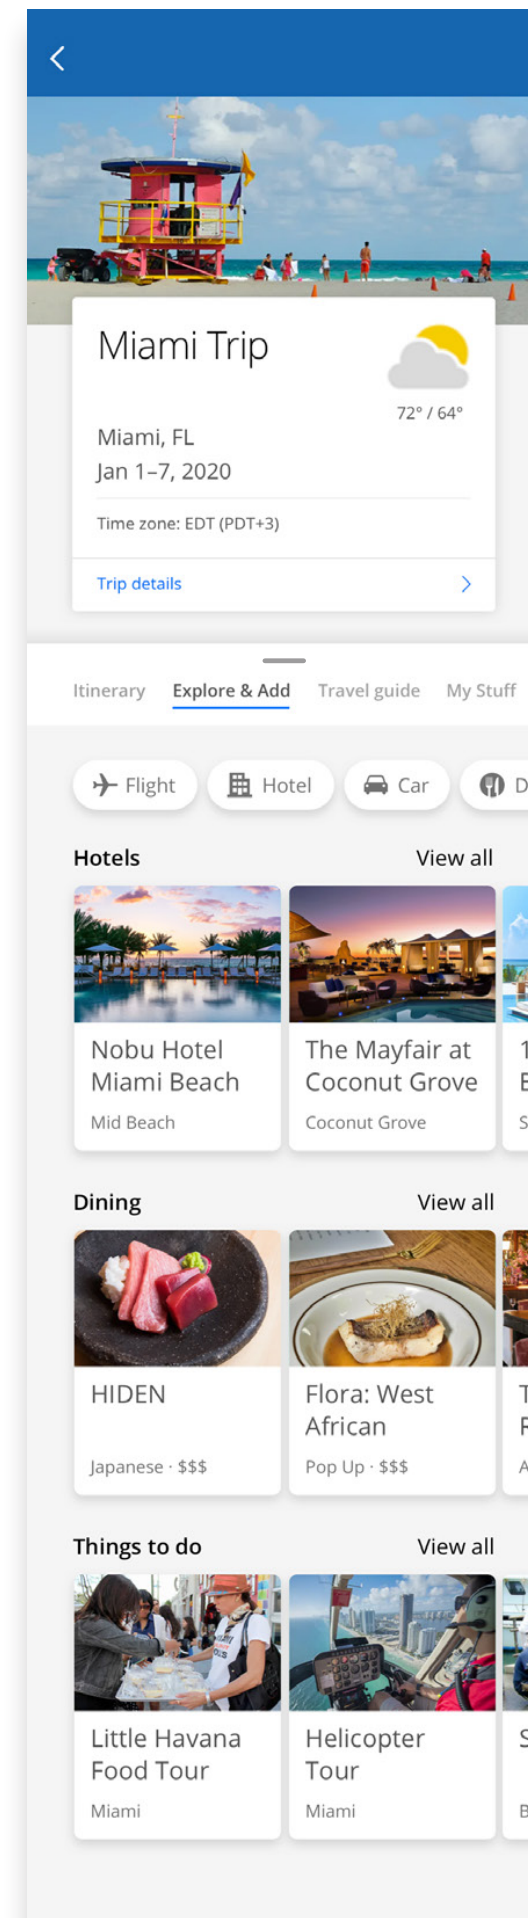 Miami Trip
72° / 64°
Miami, FL
Jan 1–7, 2020
Time zone: EDT (PDT+3)
Trip details
Itinerary Explore & Add Travel guide My Stuff
Flight Hotel Car
Hotels View all
Nobu Hotel The Mayfair at
Miami Beach Coconut Grove
Mid Beach Coconut Grove
Dining View all
HIDEN Flora: West
African
Japanese · $$$ Pop Up · $$$
Things to do View all
Little Havana Helicopter
Food Tour Tour
Miami Miami